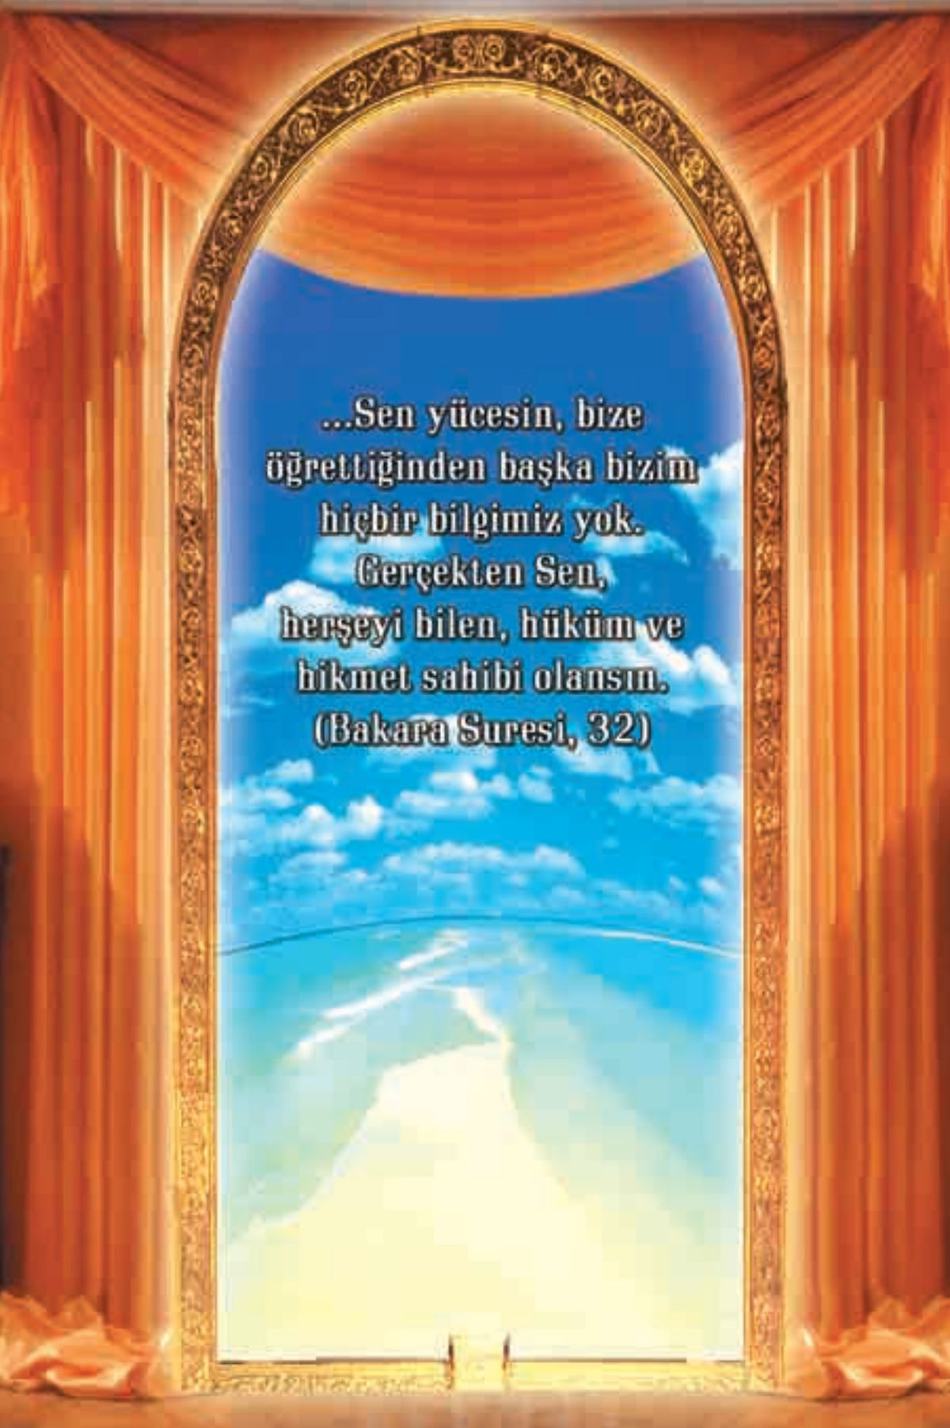 ...Sen yücesin, bize
öğrettiğinden başka bizim
hiçbir bilgimiz yok.
Gerçekten Sen,
herşeyi bilen, hüküm ve
hikmet sahibi olansın.
(Bakara Suresi, 32)